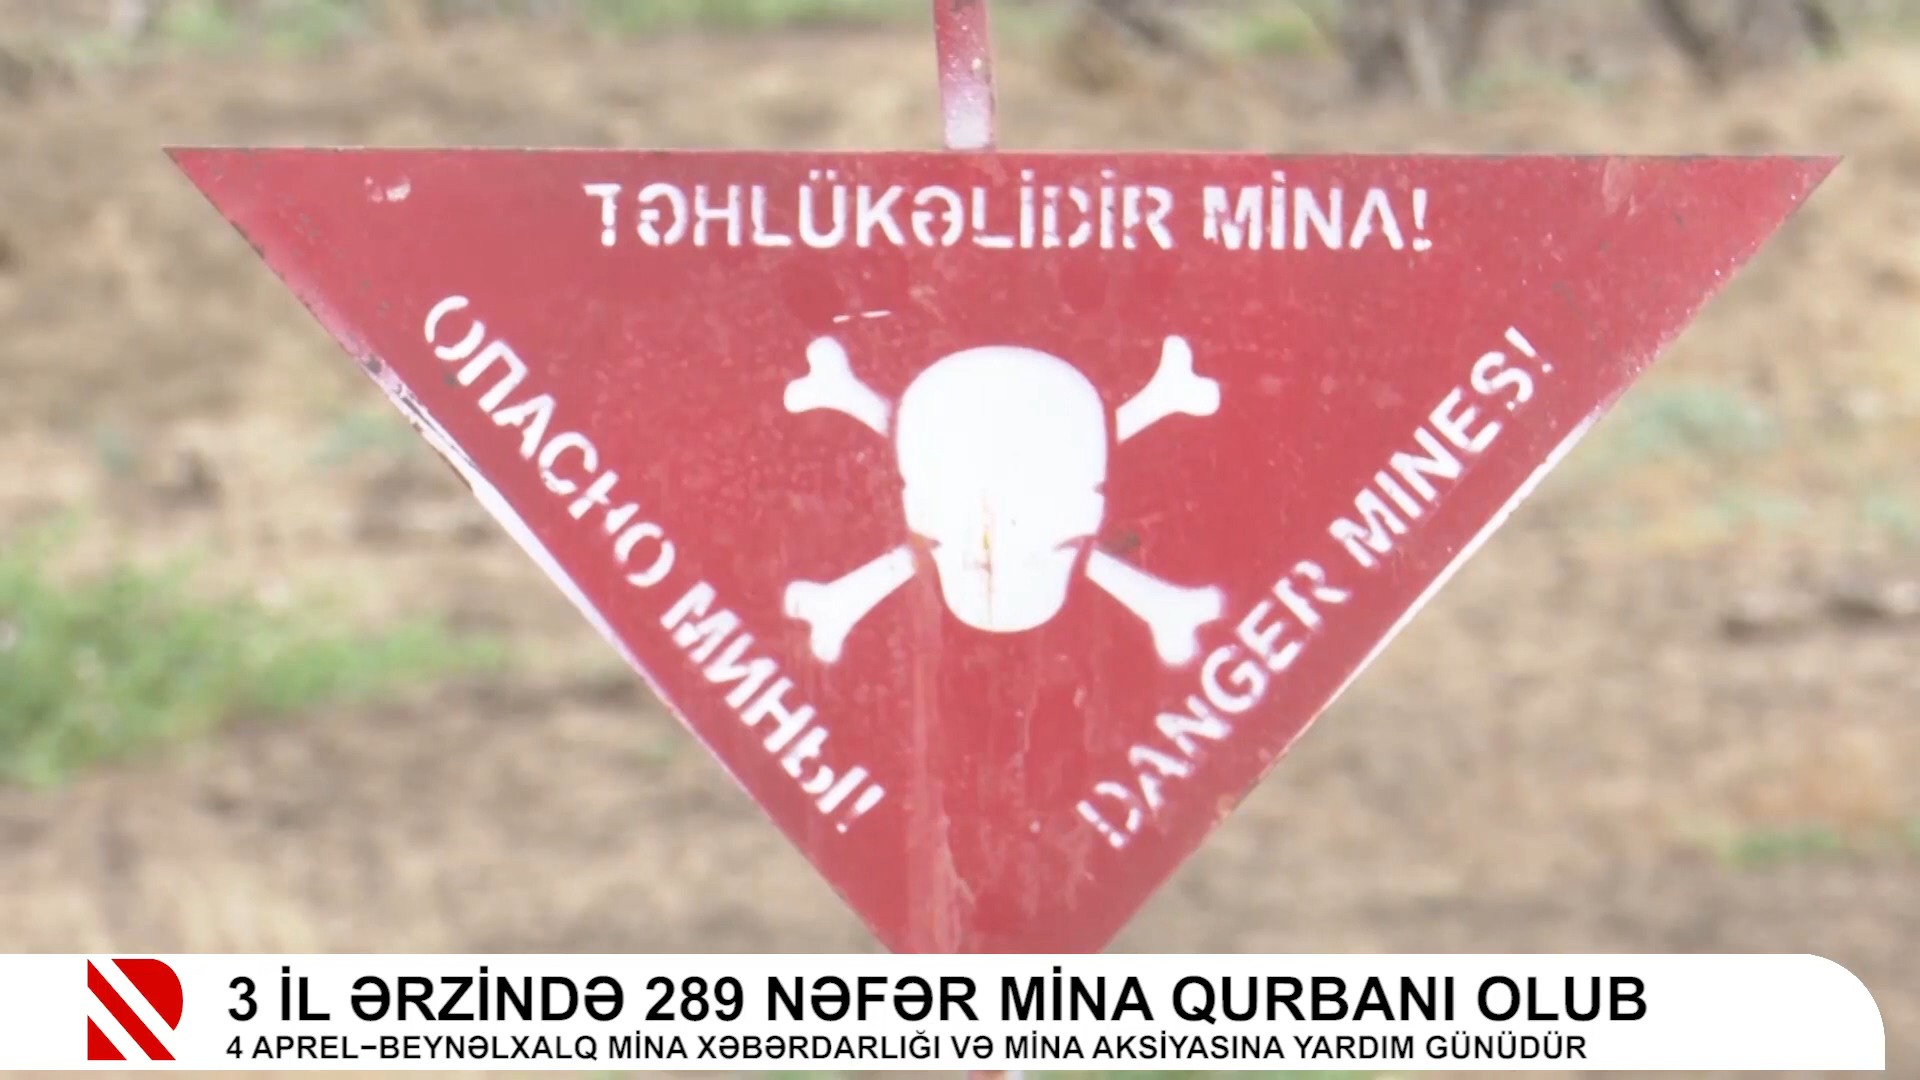 TƏHLÜKƏLİDİR MİNA!
ОПАСНО МИНЫ!
DANGER MINES!
3 İL ƏRZİNDƏ 289 NƏFƏR MİNA QURBANI OLUB
4 APREL–BEYNƏLXALQ MİNA XƏBƏRDARLIĞI VƏ MİNA AKSİYASINA YARDIM GÜNÜDÜR